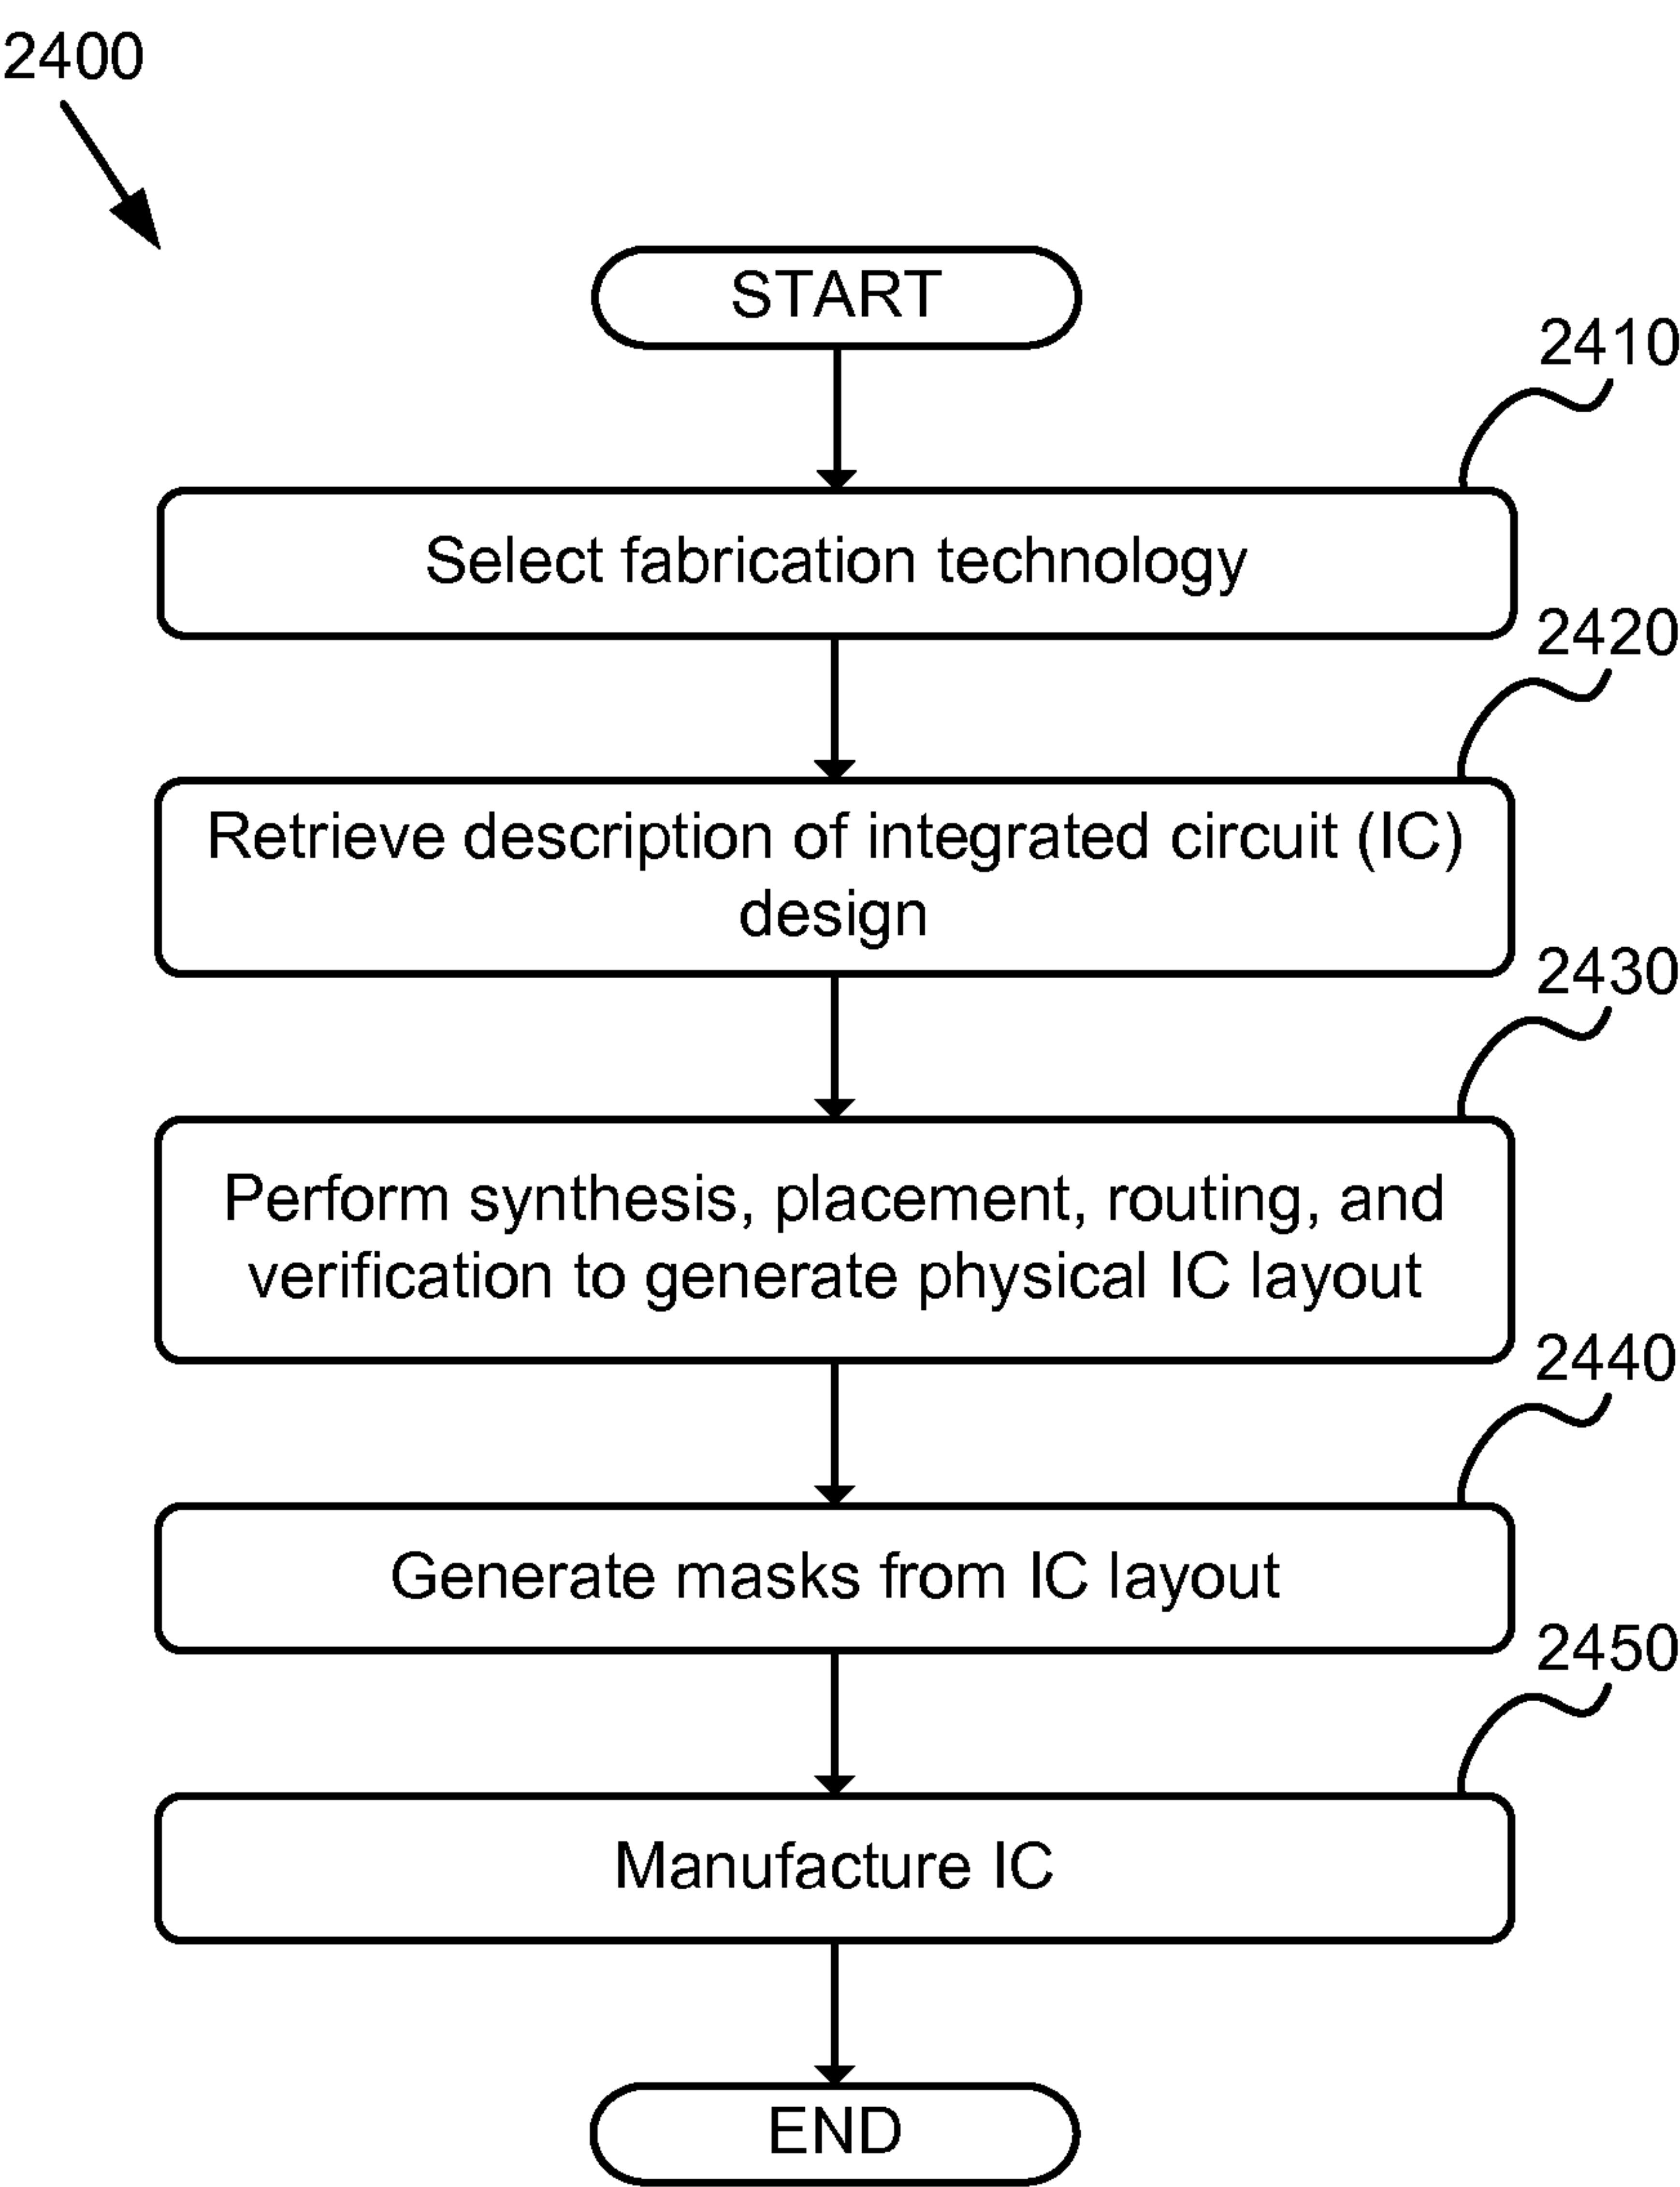 2400
START
2410
Select fabrication technology
2420
Retrieve description of integrated circuit (IC)
design
2430
Perform synthesis, placement, routing, and
verification to generate physical IC layout
2440
Generate masks from IC layout
2450
Manufacture IC
END